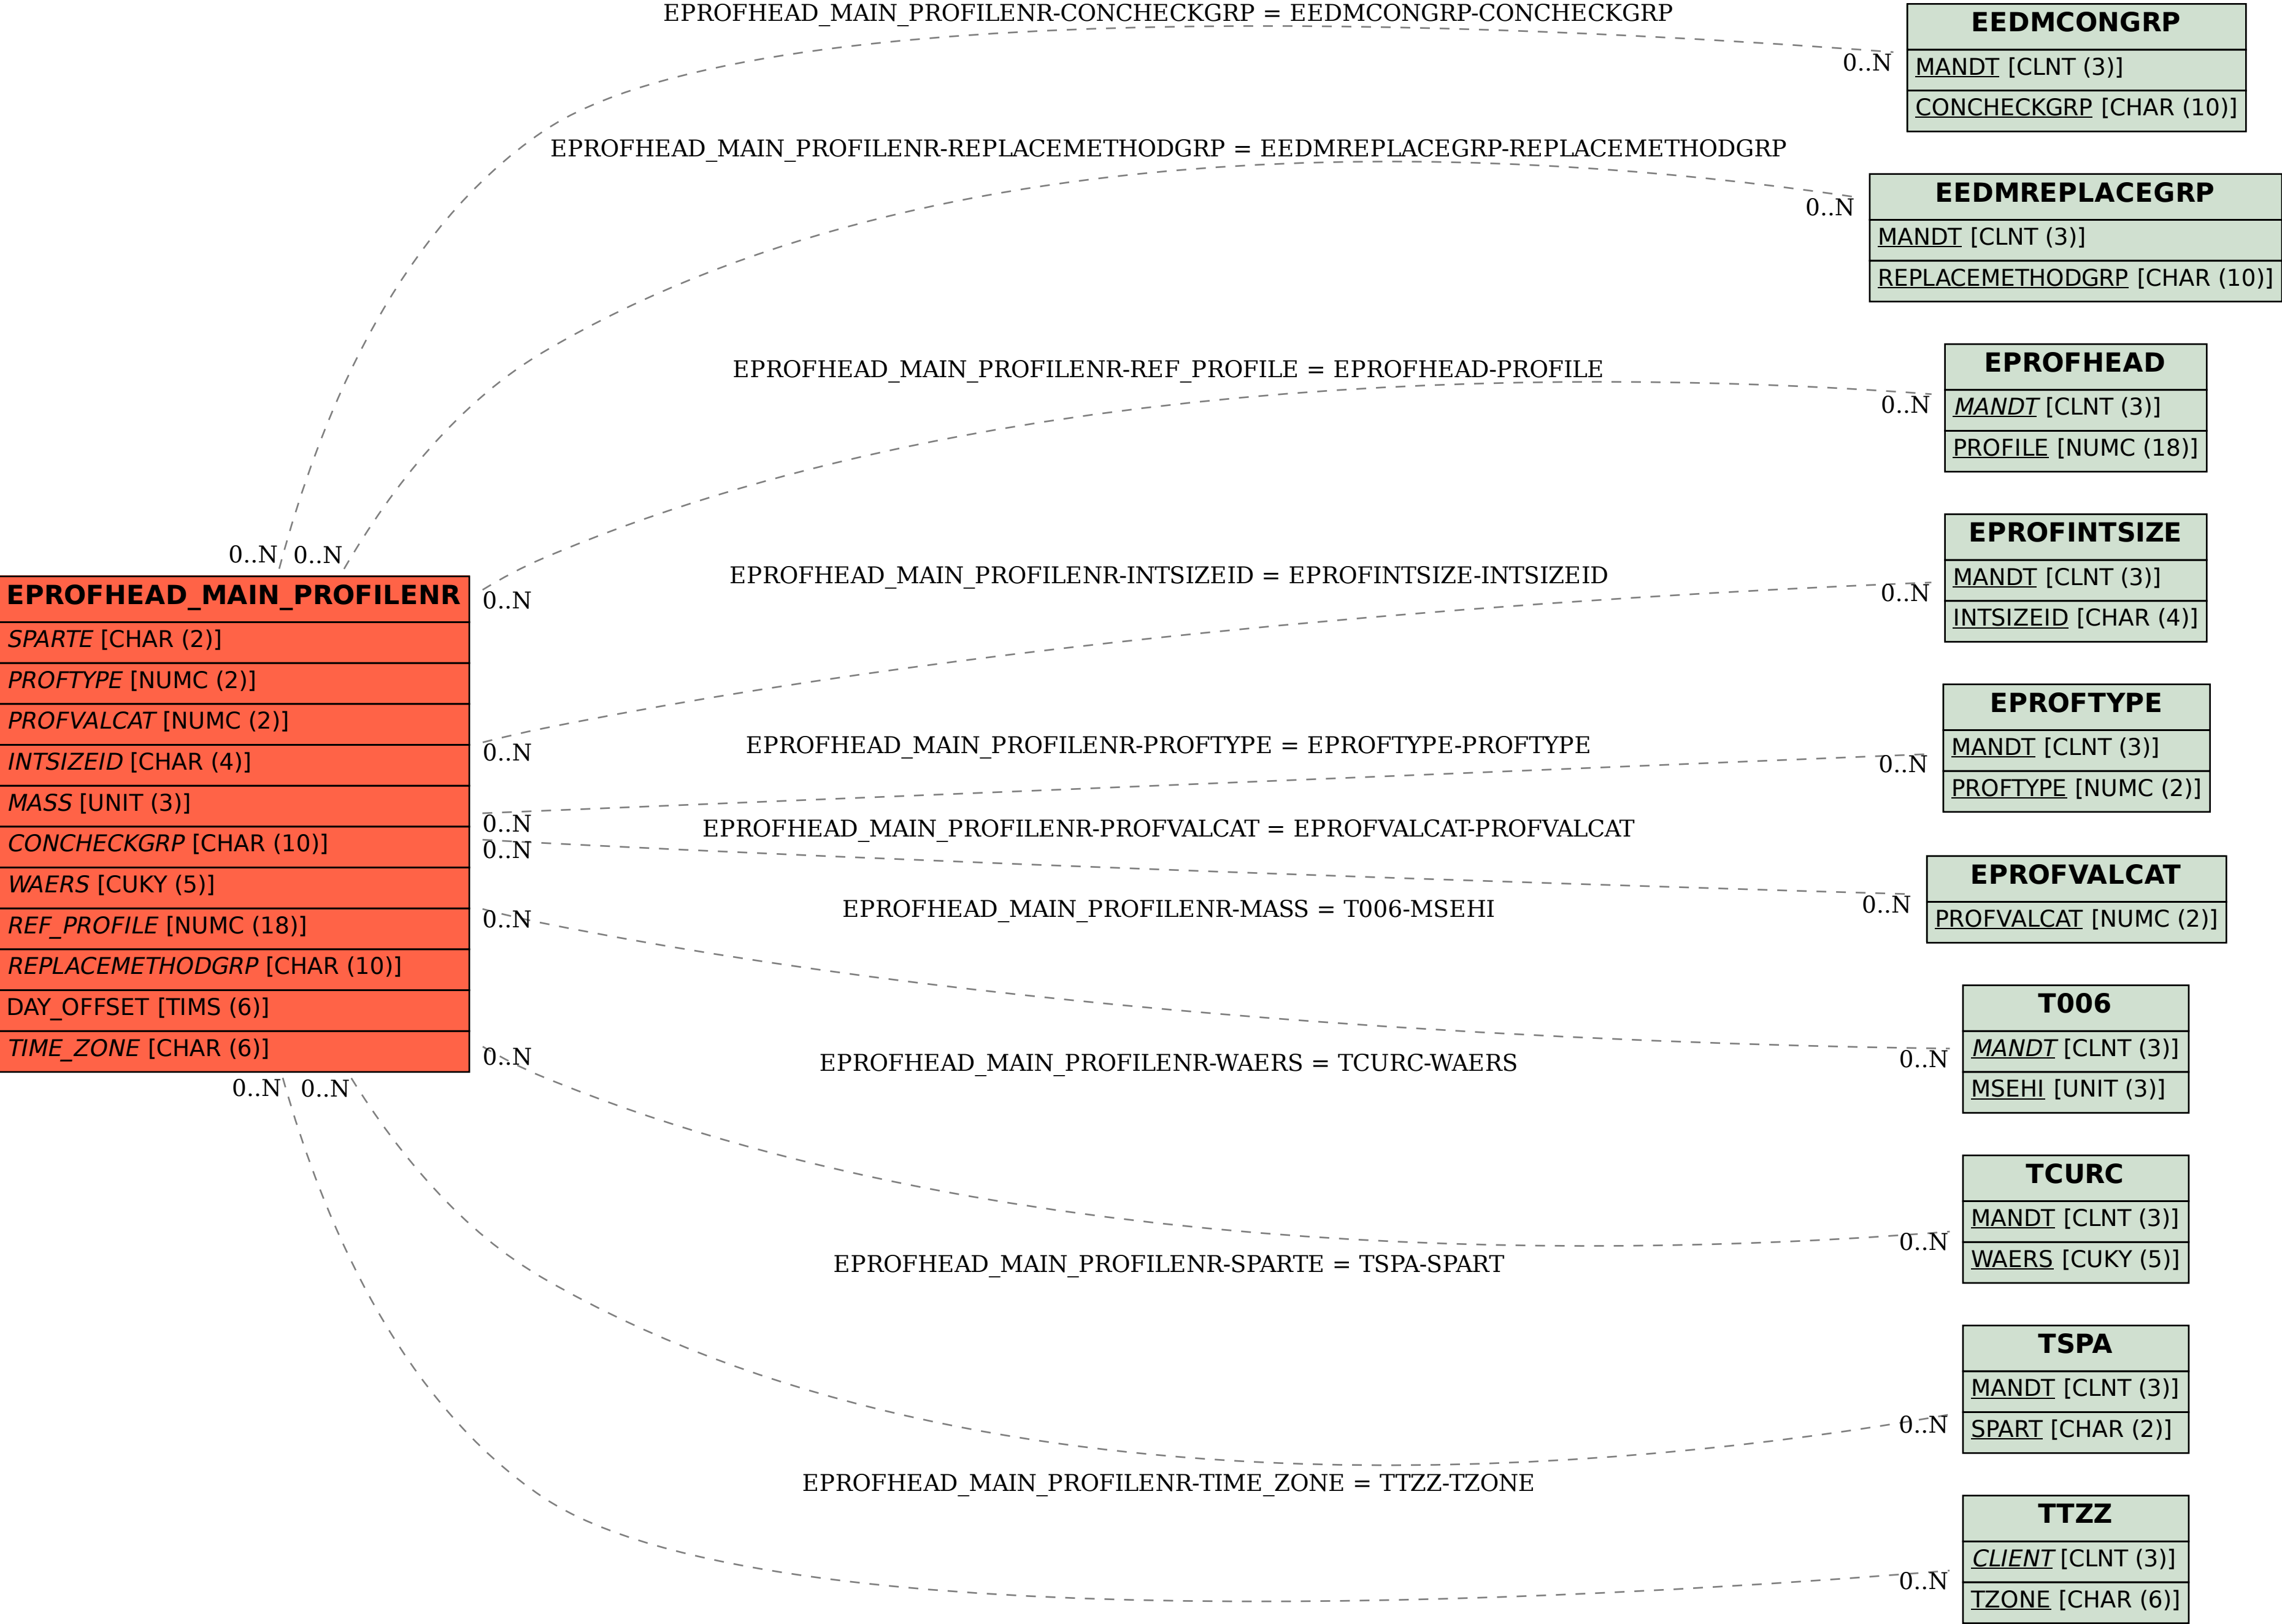 EPROFHEAD_MAIN_PROFILENR-CONCHECKGRP = EEDMCONGRP-CONCHECKGRP
0..N
EEDMCONGRP
MANDT [CLNT (3)]
CONCHECKGRP [CHAR (10)]
EPROFHEAD_MAIN_PROFILENR-REPLACEMETHODGRP = EEDMREPLACEGRP-REPLACEMETHODGRP
0..N
EEDMREPLACEGRP
MANDT [CLNT (3)]
REPLACEMETHODGRP [CHAR (10)]
EPROFHEAD_MAIN_PROFILENR-REF_PROFILE = EPROFHEAD-PROFILE
0..N
EPROFHEAD
MANDT [CLNT (3)]
PROFILE [NUMC (18)]
0..N 0..N
EPROFHEAD_MAIN_PROFILENR
SPARTE [CHAR (2)]
PROFTYPE [NUMC (2)]
PROFVALCAT [NUMC (2)]
INTSIZEID [CHAR (4)]
MASS [UNIT (3)]
CONCHECKGRP [CHAR (10)]
WAERS [CUKY (5)]
REF_PROFILE [NUMC (18)]
REPLACEMETHODGRP [CHAR (10)]
DAY_OFFSET [TIMS (6)]
TIME_ZONE [CHAR (6)]
0..N 0..N
0..N
0..N
0..N
0..N
0..N
0..N
EPROFHEAD_MAIN_PROFILENR-INTSIZEID = EPROFINTSIZE-INTSIZEID
0..N
EPROFINTSIZE
MANDT [CLNT (3)]
INTSIZEID [CHAR (4)]
EPROFHEAD_MAIN_PROFILENR-PROFTYPE = EPROFTYPE-PROFTYPE
0..N
EPROFTYPE
MANDT [CLNT (3)]
PROFTYPE [NUMC (2)]
EPROFHEAD_MAIN_PROFILENR-PROFVALCAT = EPROFVALCAT-PROFVALCAT
0..N
EPROFVALCAT
PROFVALCAT [NUMC (2)]
EPROFHEAD_MAIN_PROFILENR-MASS = T006-MSEHI
0..N
T006
MANDT [CLNT (3)]
MSEHI [UNIT (3)]
EPROFHEAD_MAIN_PROFILENR-WAERS = TCURC-WAERS
0..N
TCURC
MANDT [CLNT (3)]
WAERS [CUKY (5)]
EPROFHEAD_MAIN_PROFILENR-SPARTE = TSPA-SPART
0..N
TSPA
MANDT [CLNT (3)]
SPART [CHAR (2)]
EPROFHEAD_MAIN_PROFILENR-TIME_ZONE = TTZZ-TZONE
0..N
TTZZ
CLIENT [CLNT (3)]
TZONE [CHAR (6)]